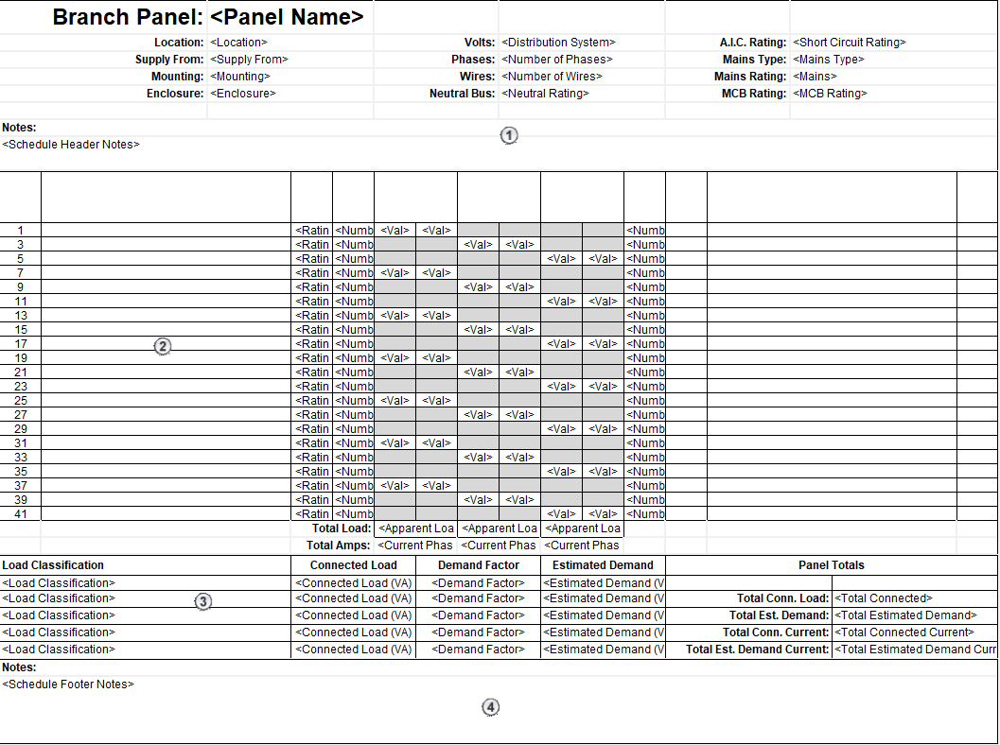 Branch Panel: <Panel Name>
Location: <Location> Volts: <Distribution System> A.I.C. Rating: <Short Circuit Rating>
Supply From: <Supply From> Phases: <Number of Phases> Mains Type: <Mains Type>
Mounting: <Mounting> Wires: <Number of Wires> Mains Rating: <Mains>
Enclosure: <Enclosure> Neutral Bus: <Neutral Rating> MCB Rating: <MCB Rating>
Notes:
1
<Schedule Header Notes>
1 <Ratin <Numb <Val> <Val> <Numb
3 <Ratin <Numb <Val> <Val> <Numb
5 <Ratin <Numb <Val> <Val> <Numb
7 <Ratin <Numb <Val> <Val> <Numb
9 <Ratin <Numb <Val> <Val> <Numb
11 <Ratin <Numb <Val> <Val> <Numb
13 <Ratin <Numb <Val> <Val> <Numb
15 <Ratin <Numb <Val> <Val> <Numb
17 2 <Ratin <Numb <Val> <Val> <Numb
19 <Ratin <Numb <Val> <Val> <Numb
21 <Ratin <Numb <Val> <Val> <Numb
23 <Ratin <Numb <Val> <Val> <Numb
25 <Ratin <Numb <Val> <Val> <Numb
27 <Ratin <Numb <Val> <Val> <Numb
29 <Ratin <Numb <Val> <Val> <Numb
31 <Ratin <Numb <Val> <Val> <Numb
33 <Ratin <Numb <Val> <Val> <Numb
35 <Ratin <Numb <Val> <Val> <Numb
37 <Ratin <Numb <Val> <Val> <Numb
39 <Ratin <Numb <Val> <Val> <Numb
41 <Ratin <Numb <Val> <Val> <Numb
Total Load: <Apparent Loa <Apparent Loa <Apparent Loa
Total Amps: <Current Phas <Current Phas <Current Phas
Load Classification Connected Load Demand Factor Estimated Demand Panel Totals
<Load Classification> <Connected Load (VA) <Demand Factor> <Estimated Demand (V
<Load Classification> 3 <Connected Load (VA) <Demand Factor> <Estimated Demand (V Total Conn. Load: <Total Connected>
<Load Classification> <Connected Load (VA) <Demand Factor> <Estimated Demand (V Total Est. Demand: <Total Estimated Demand>
<Load Classification> <Connected Load (VA) <Demand Factor> <Estimated Demand (V Total Conn. Current: <Total Connected Current>
<Load Classification> <Connected Load (VA) <Demand Factor> <Estimated Demand (V Total Est. Demand Current: <Total Estimated Demand Curr
Notes:
<Schedule Footer Notes>
4